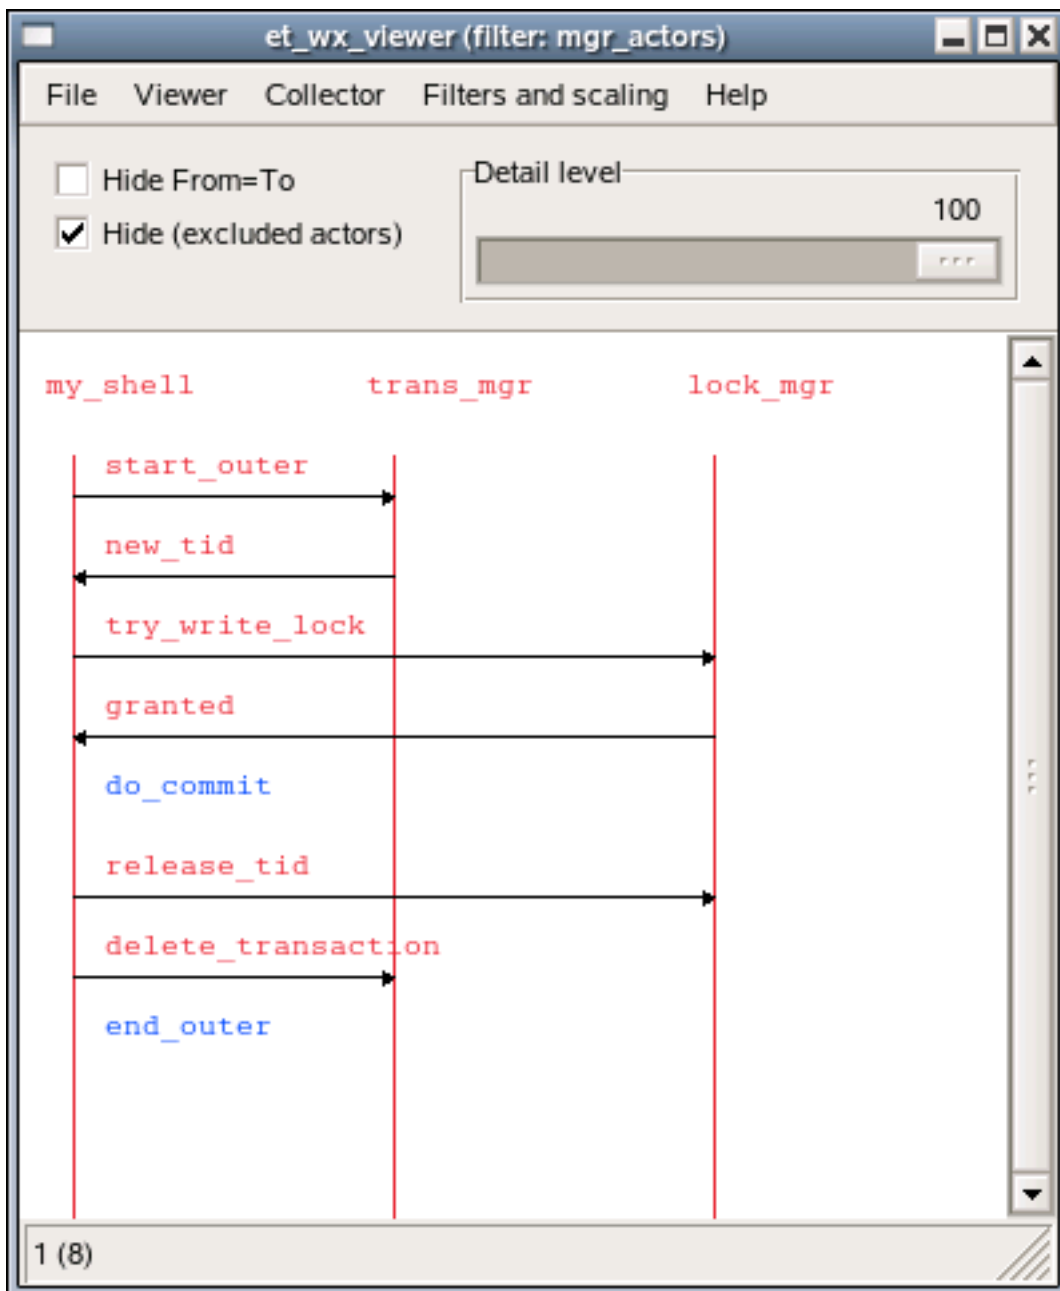 et_wx_viewer (filter: mgr_actors)
File Viewer Collector Filters and scaling Help
Hide From=To
Detail level
100
Hide (excluded actors)
my_shell trans_mgr lock_mgr
start_outer
new_tid
try_write_lock
granted
do_commit
release_tid
delete_transaction
end_outer
1 (8)